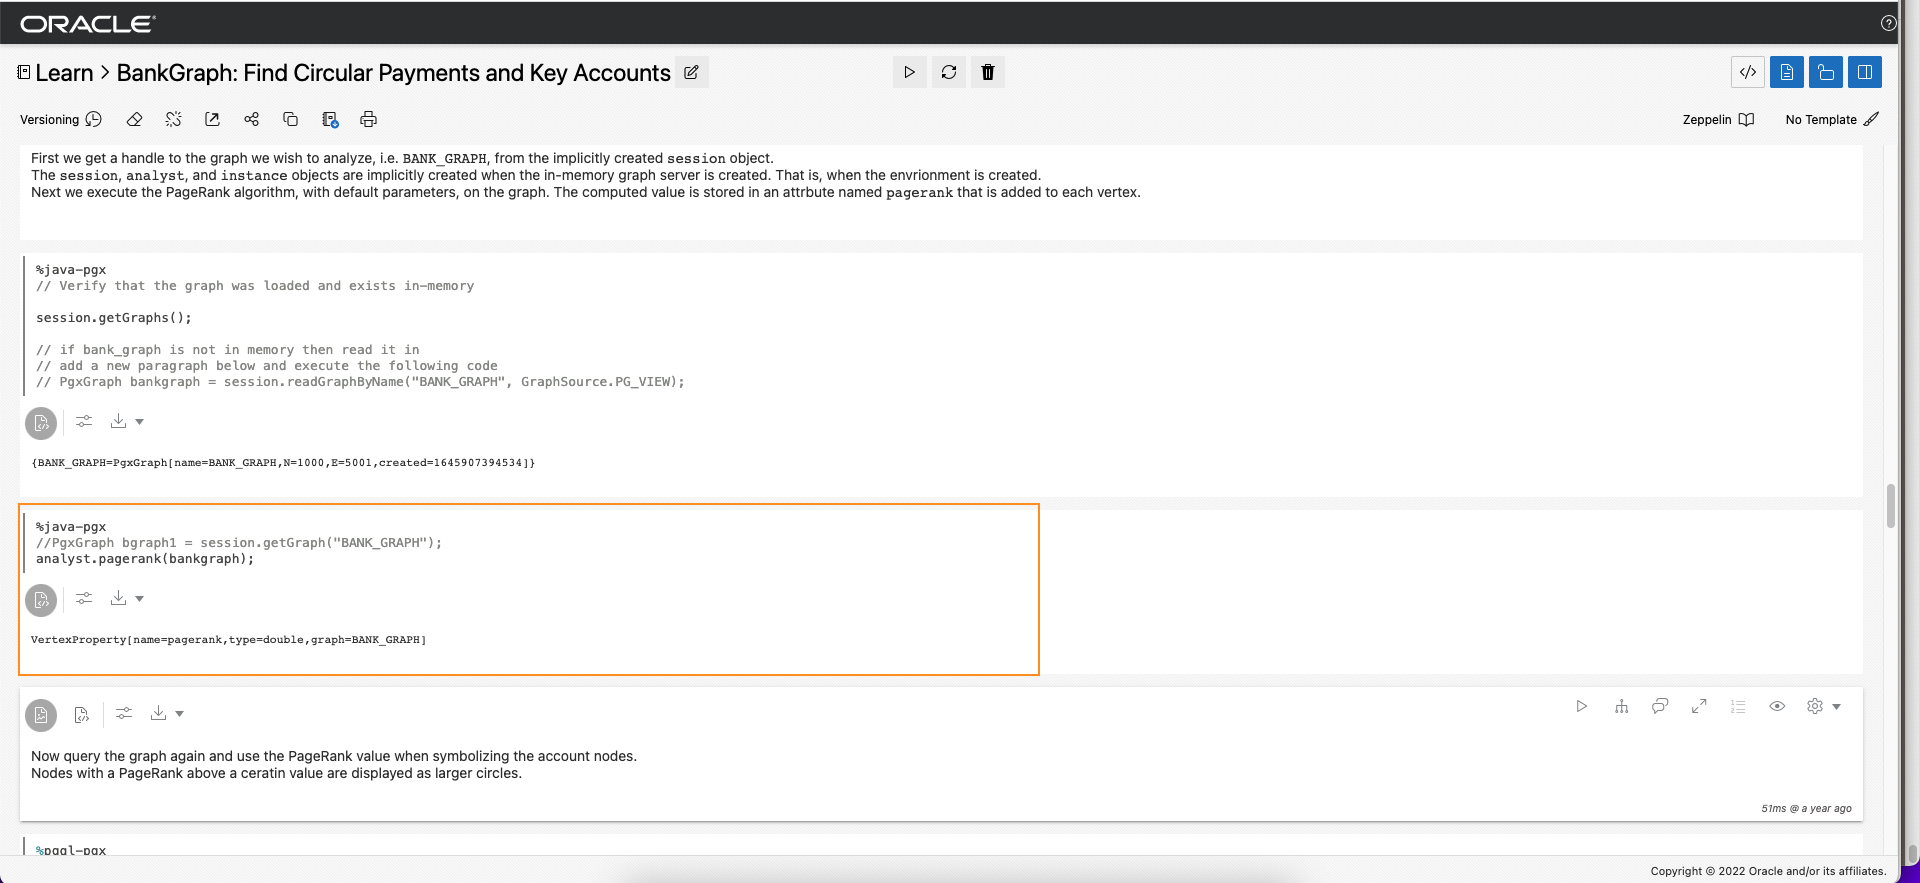 ORACLE
Learn > BankGraph: Find Circular Payments and Key Accounts
Versioning
Zeppelin
No Template
First we get a handle to the graph we wish to analyze, i.e. BANK_GRAPH, from the implicitly created session object.
The session, analyst, and instance objects are implicitly created when the in-memory graph server is created. That is, when the envrionment is created.
Next we execute the PageRank algorithm, with default parameters, on the graph. The computed value is stored in an attrbute named pagerank that is added to each vertex.
%java-pgx
// Verify that the graph was loaded and exists in-memory
session.getGraphs();
// if bank_graph is not in memory then read it in
// add a new paragraph below and execute the following code
// PgxGraph bankgraph = session.readGraphByName("BANK_GRAPH", GraphSource.PG_VIEW);
{BANK_GRAPH=PgxGraph[name=BANK_GRAPH,N=1000,E=5001,created=1645907394534]}
%java-pgx
//PgxGraph bgraph1 = session.getGraph("BANK_GRAPH");
analyst.pagerank(bankgraph);
VertexProperty[name=pagerank,type=double,graph=BANK_GRAPH]
Now query the graph again and use the PageRank value when symbolizing the account nodes.
Nodes with a PageRank above a ceratin value are displayed as larger circles.
51ms @ a year ago
%pgql-pgx
Copyright © 2022 Oracle and/or its affiliates.